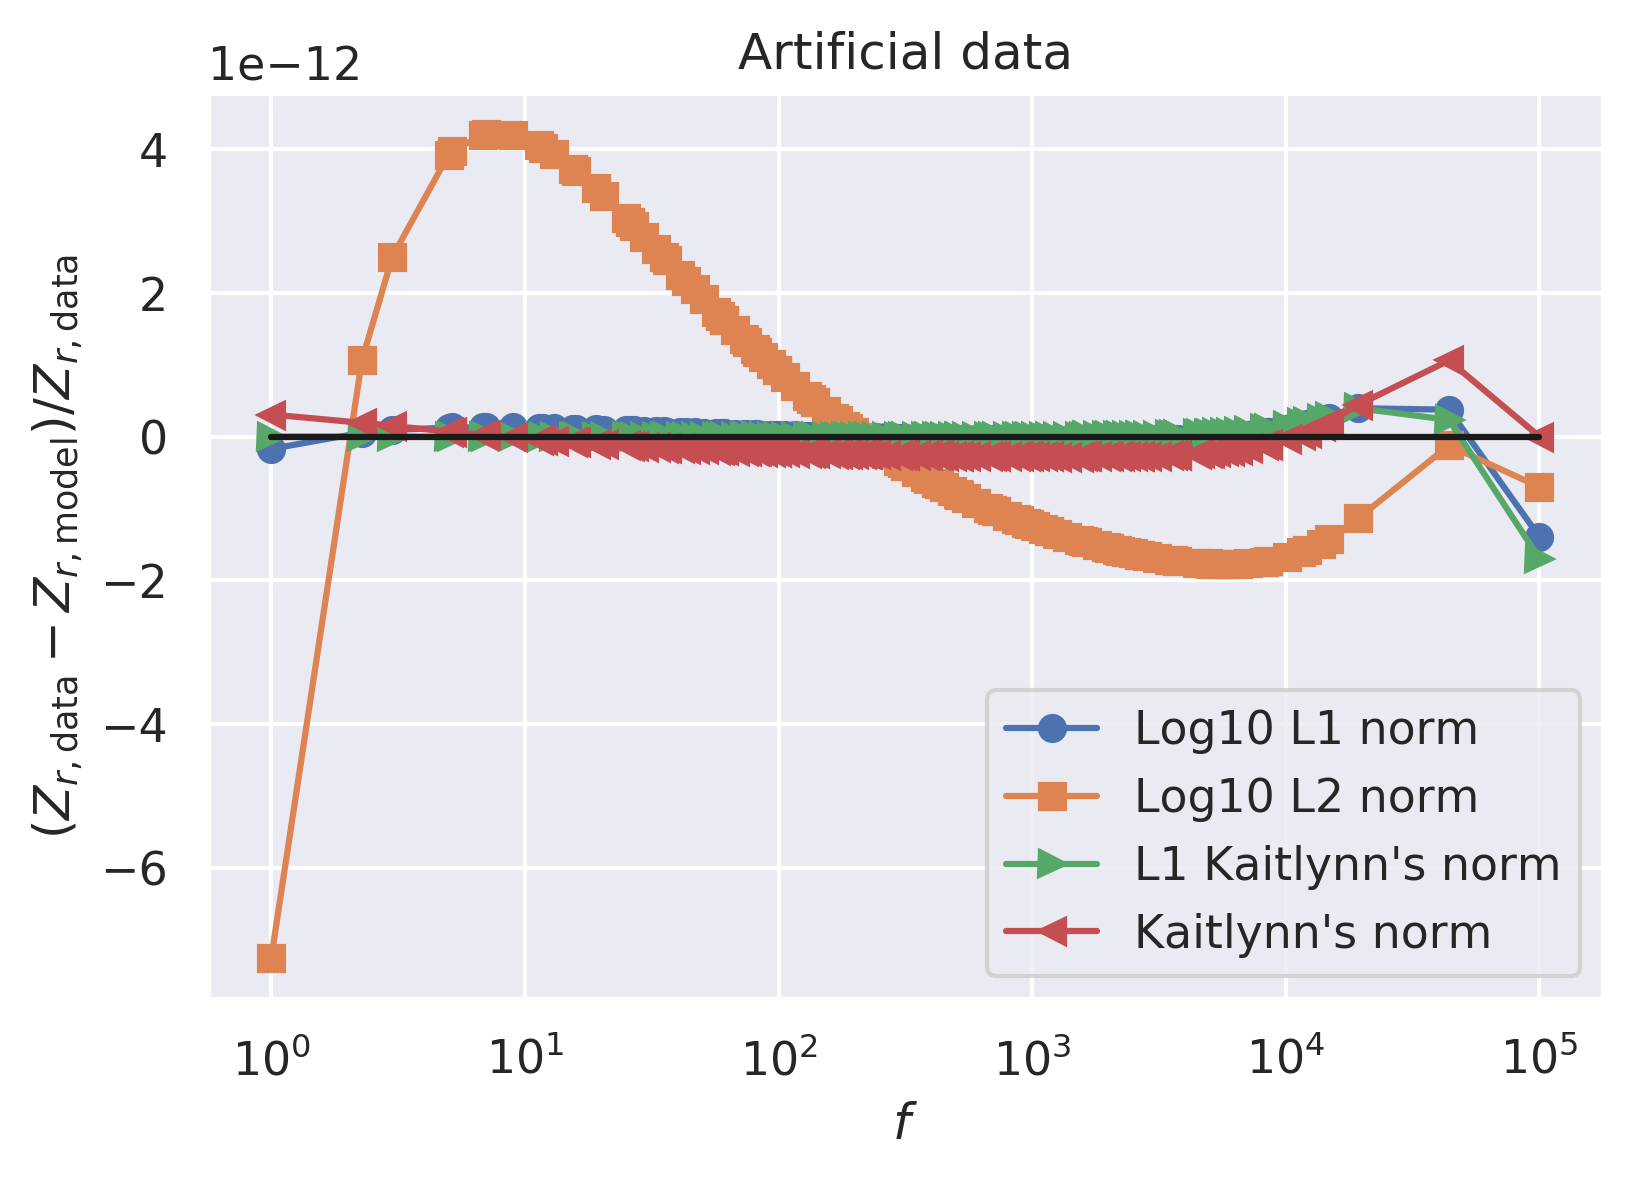 Artificial data
1e−12
4
2
0
−2
−4
−6
(Z_{r, data} − Z_{r, model})/Z_{r, data}
10^0 10^1 10^2 10^3 10^4 10^5
f
Log10 L1 norm
Log10 L2 norm
L1 Kaitlynn's norm
Kaitlynn's norm